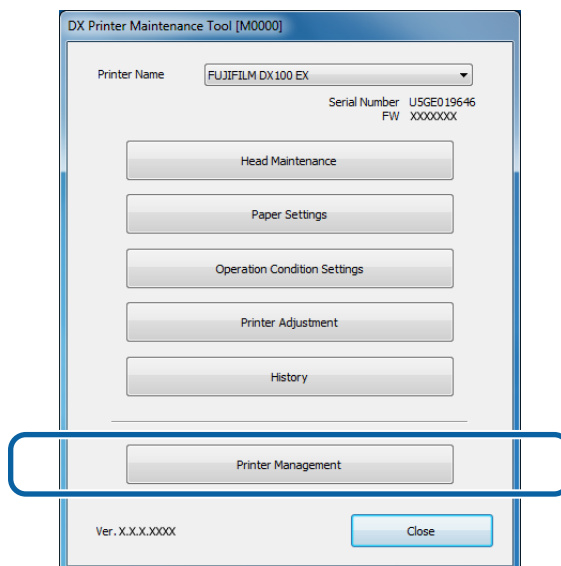 DX Printer Maintenance Tool [M0000]
Printer Name FUJIFILM DX100 EX
Serial Number U5GE019646
FW XXXXXXX
Head Maintenance
Paper Settings
Operation Condition Settings
Printer Adjustment
History
Printer Management
Ver. X.X.X.XXXX Close